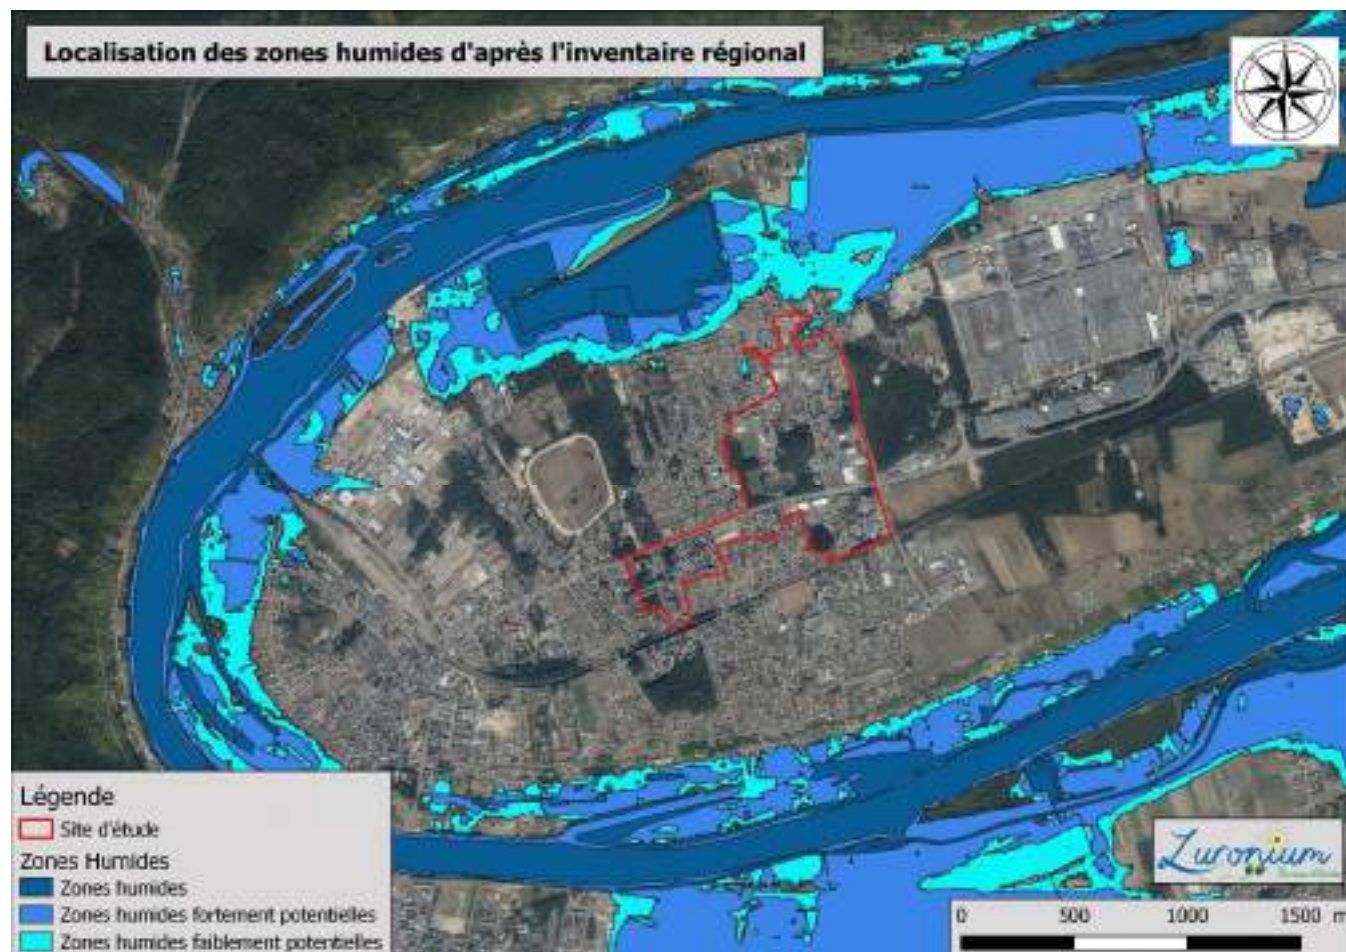 Localisation des zones humides d'après l'inventaire régional
Légende
Site d'étude
Zones Humides
Zones humides
Zones humides fortement potentielles
Zones humides faiblement potentielles
Zuronium
0 500 1000 1500 m